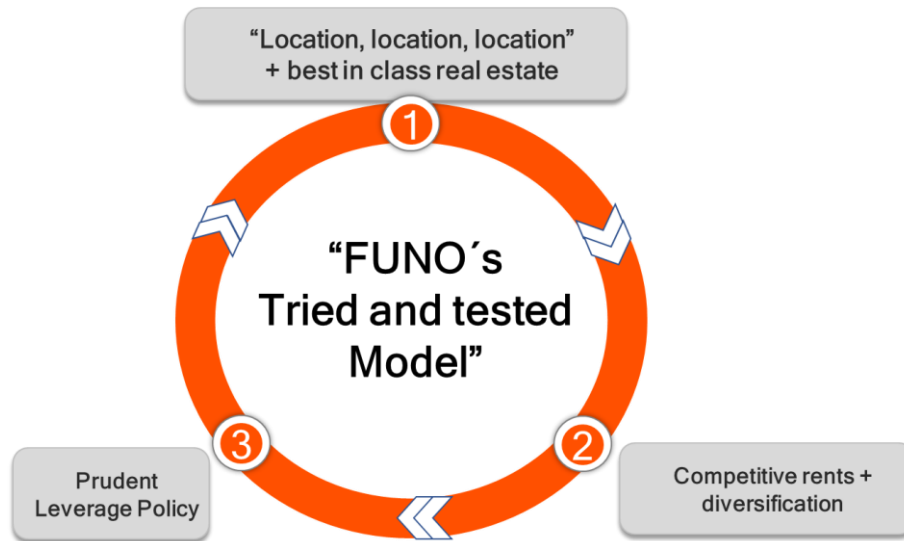 “Location, location, location”
+ best in class real estate
1
“FUNO´s
Tried and tested
Model”
3
2
Prudent
Leverage Policy
Competitive rents +
diversification